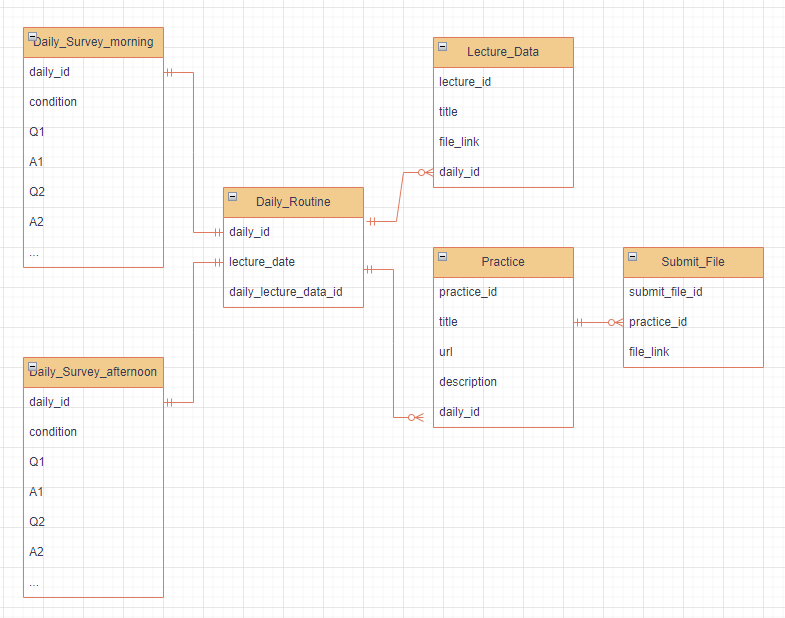 Daily_Survey_morning
daily_id
condition
Q1
A1
Q2
A2
...
Daily_Routine
daily_id
lecture_date
daily_lecture_data_id
Lecture_Data
lecture_id
title
file_link
daily_id
Practice
practice_id
title
url
description
daily_id
Submit_File
submit_file_id
practice_id
file_link
Daily_Survey_afternoon
daily_id
condition
Q1
A1
Q2
A2
...